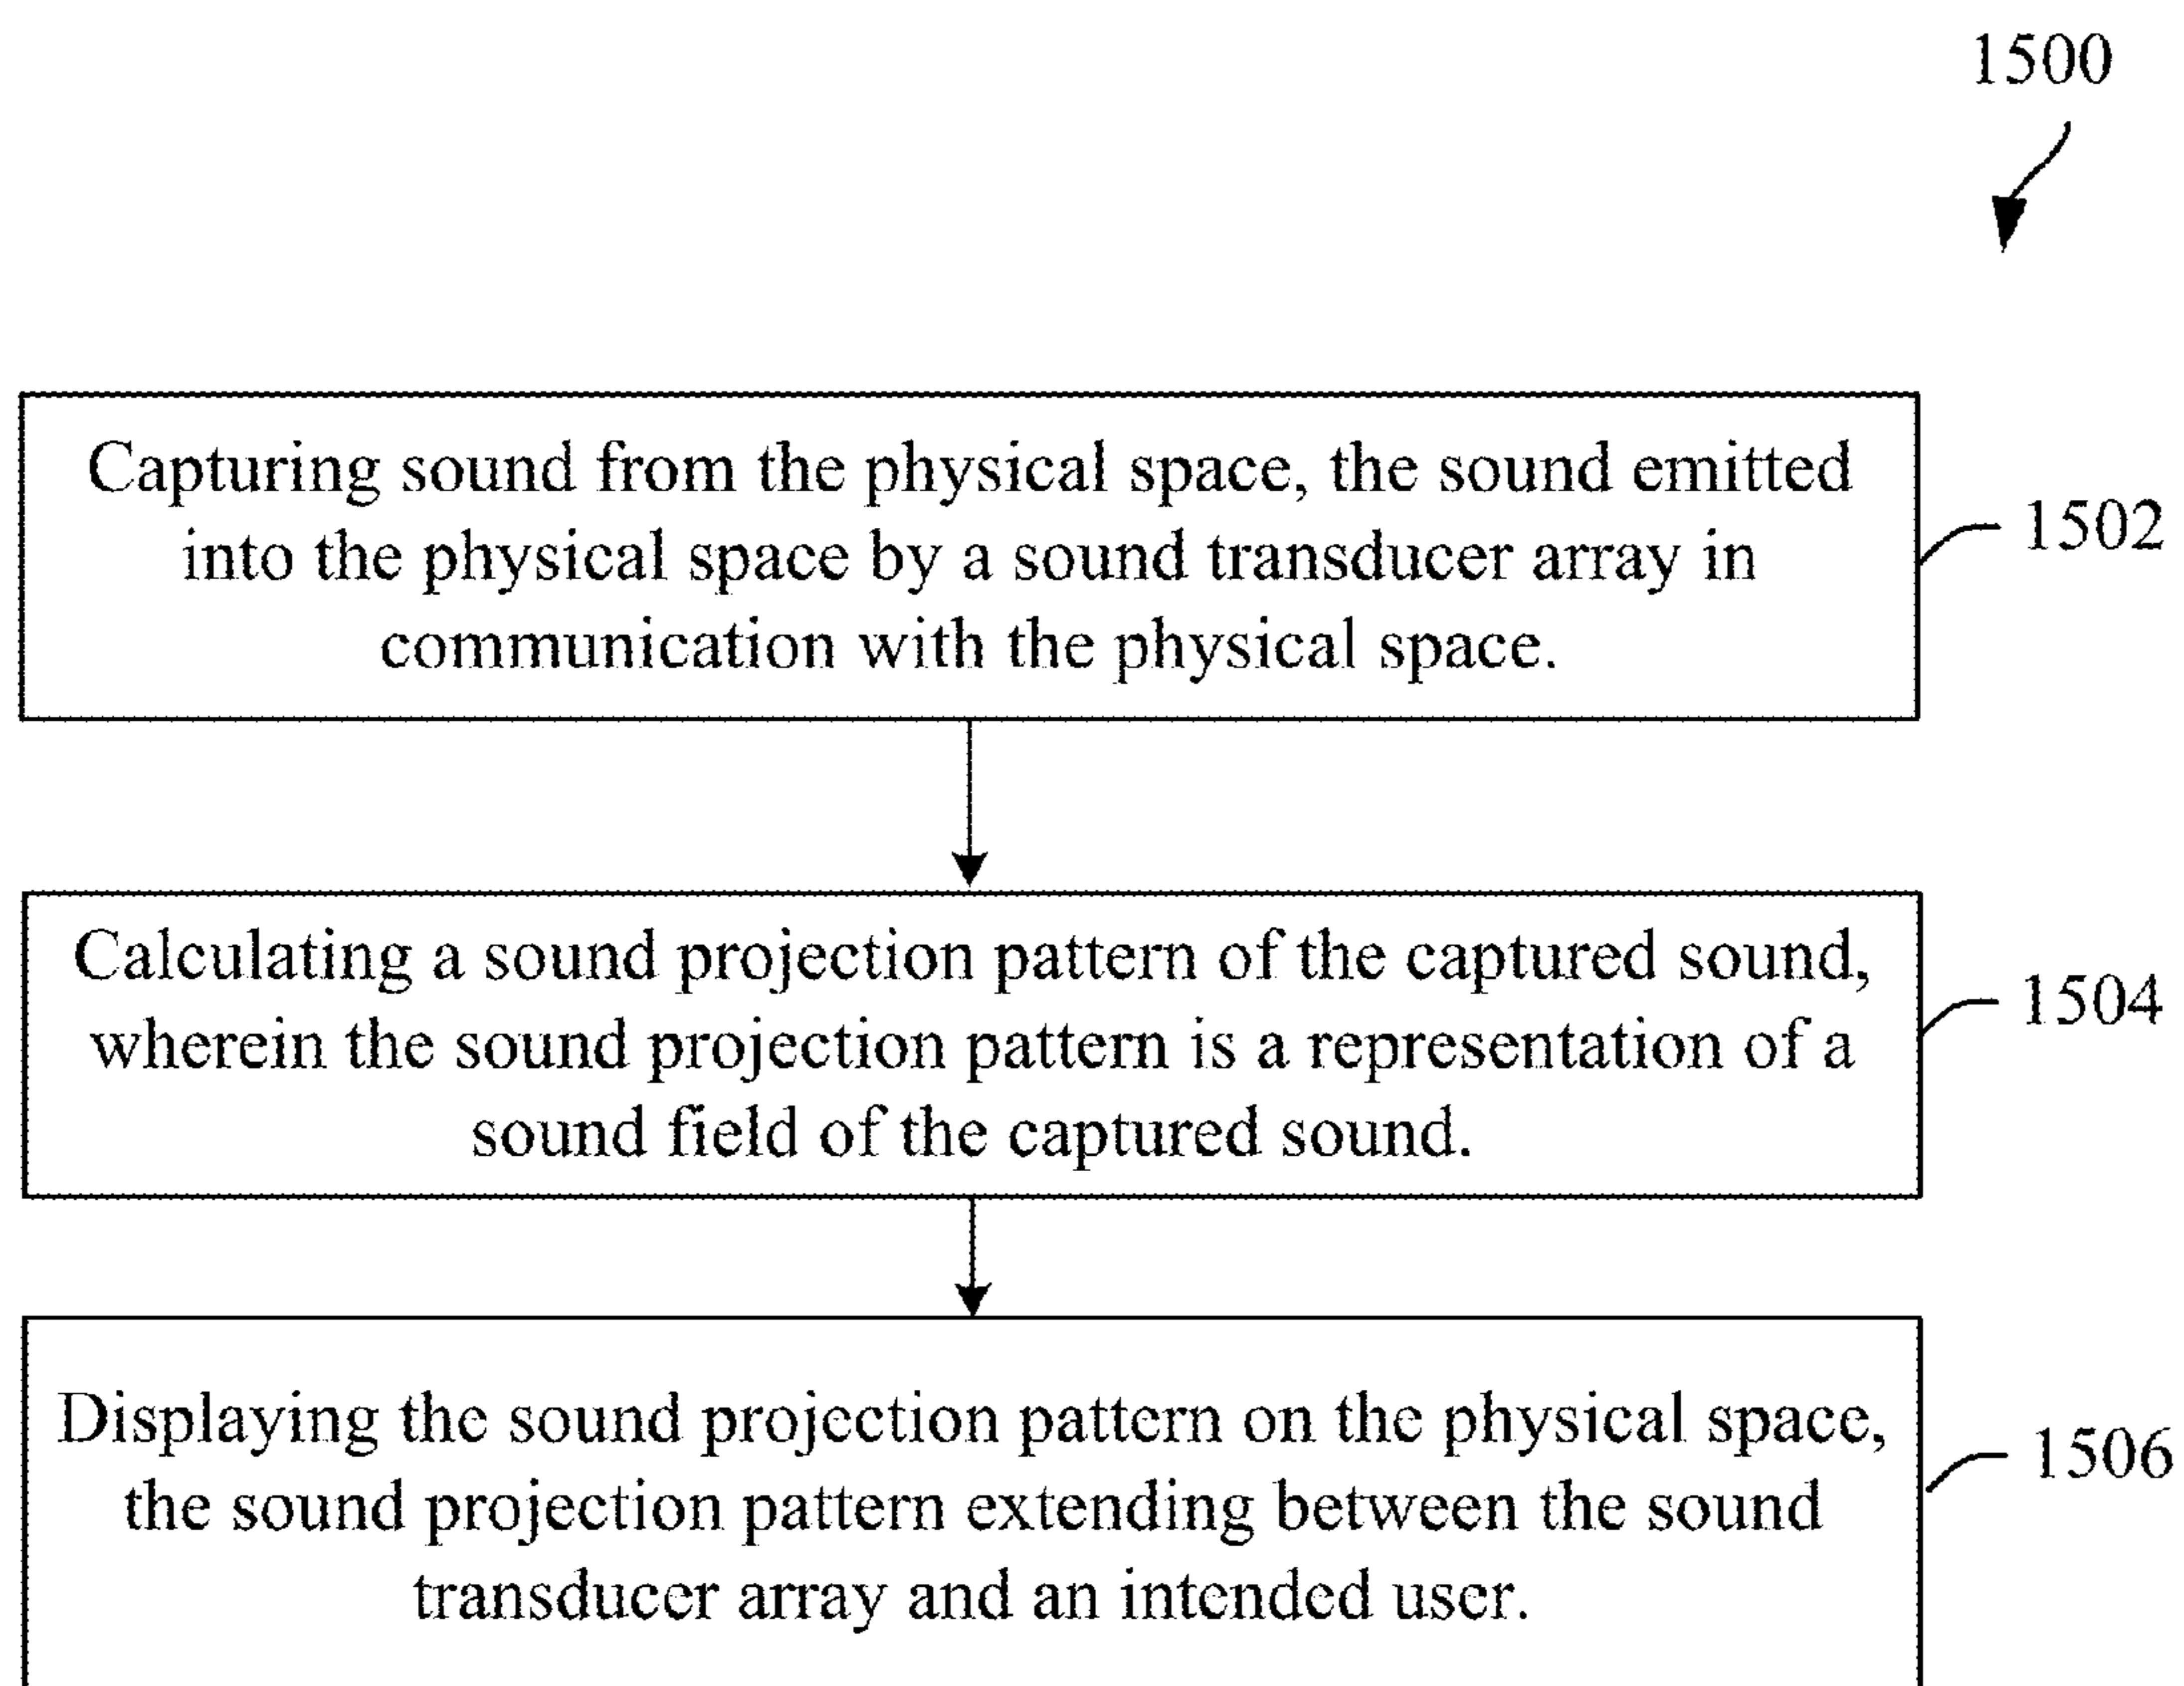 1500
Capturing sound from the physical space, the sound emitted
into the physical space by a sound transducer array in
communication with the physical space.
1502
Calculating a sound projection pattern of the captured sound,
wherein the sound projection pattern is a representation of a
sound field of the captured sound.
1504
Displaying the sound projection pattern on the physical space,
the sound projection pattern extending between the sound
transducer array and an intended user.
1506